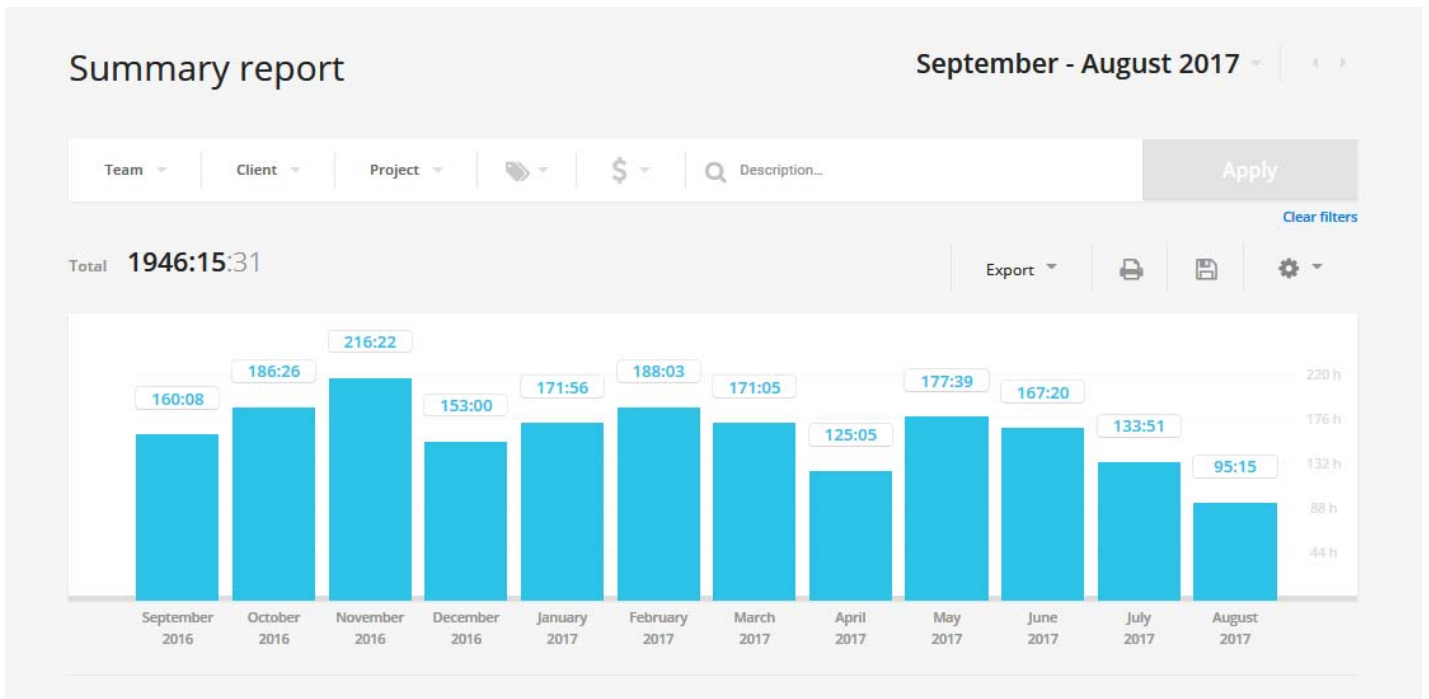 Summary report
September - August 2017
Team Client Project $ Description... Apply
Clear filters
Total 1946:15:31
Export
160:08 186:26 216:22 153:00 171:56 188:03 171:05 125:05 177:39 167:20 133:51 95:15
220 h
176 h
132 h
88 h
44 h
September October November December January February March April May June July August
2016 2016 2016 2016 2017 2017 2017 2017 2017 2017 2017 2017